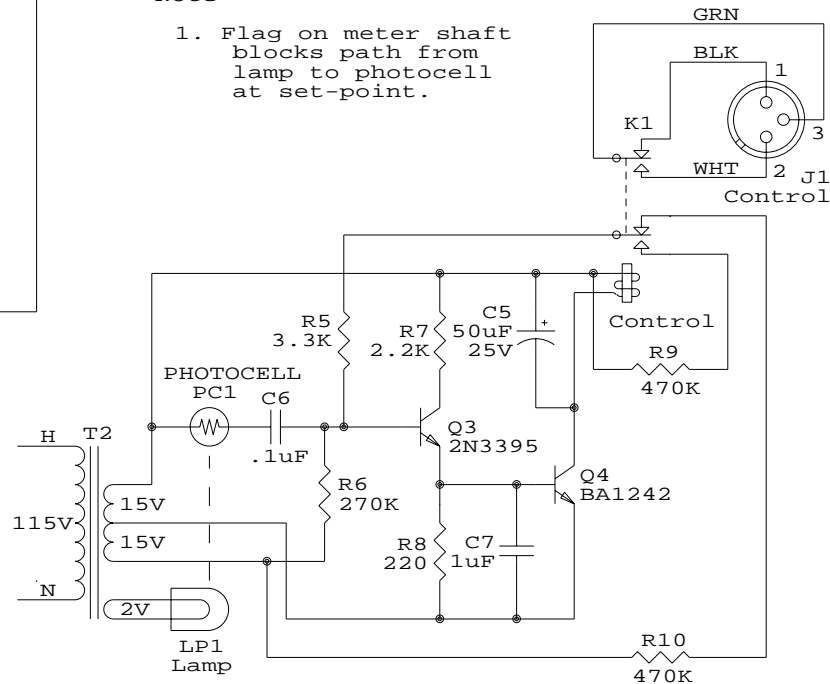 1. Flag on meter shaft
blocks path from
lamp to photocell
at set-point.
GRN
BLK
1
K1
3
WHT
2
J1
Control
R5
3.3K
R7
2.2K
C5
50uF
25V
+
Control
R9
470K
PHOTOCELL
PC1
C6
.1uF
Q3
2N3395
H
T2
R6
270K
Q4
BA1242
115V
15V
15V
R8
220
C7
1uF
N
2V
LP1
Lamp
R10
470K